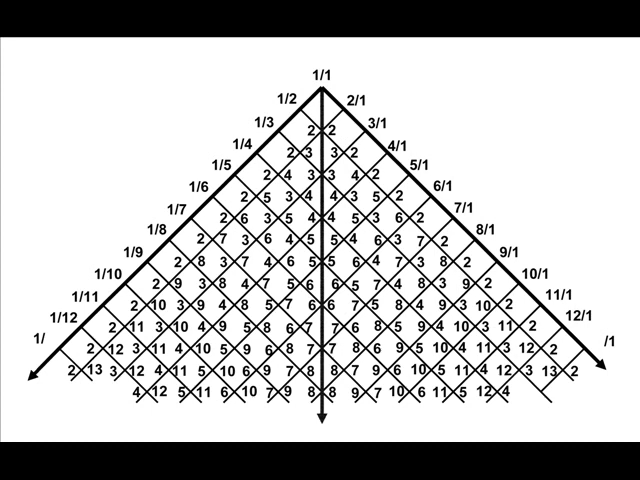 1/1
1/2 2/1
1/3 2 2 3/1
1/4 2 3 3 2 4/1
1/5 2 4 3 3 4 2 5/1
1/6 2 5 3 4 4 3 5 2 6/1
1/7 2 6 3 5 4 4 5 3 6 2 7/1
1/8 2 7 3 6 4 5 5 4 6 3 7 2 8/1
1/9 2 8 3 7 4 6 5 5 6 4 7 3 8 2 9/1
1/10 2 9 3 8 4 7 5 6 6 5 7 4 8 3 9 2 10/1
1/11 2 10 3 9 4 8 5 7 6 6 7 5 8 4 9 3 10 2 11/1
1/12 2 11 3 10 4 9 5 8 6 7 7 6 8 5 9 4 10 3 11 2 12/1
1/ 2 12 3 11 4 10 5 9 6 8 7 7 8 6 9 5 10 4 11 3 12 2 /1
2 13 3 12 4 11 5 10 6 9 7 8 8 7 9 6 10 5 11 4 12 3 13 2
4 12 5 11 6 10 7 9 8 8 9 7 10 6 11 5 12 4